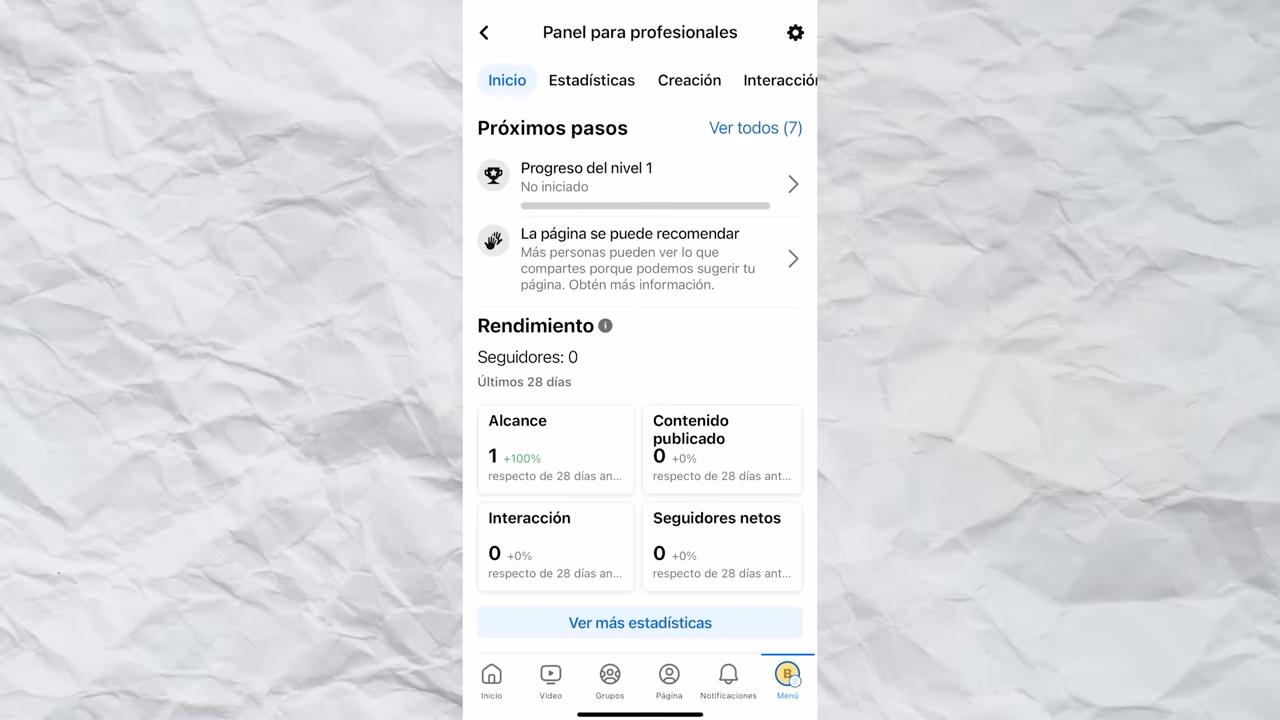 Panel para profesionales
Inicio Estadísticas Creación Interacción
Próximos pasos Ver todos (7)
Progreso del nivel 1
No iniciado
La página se puede recomendar
Más personas pueden ver lo que
compartes porque podemos sugerir tu
página. Obtén más información.
Rendimiento
Seguidores: 0
Últimos 28 días
Alcance
1 +100%
respecto de 28 días an...
Contenido
publicado
0 +0%
respecto de 28 días ant...
Interacción
0 +0%
respecto de 28 días an...
Seguidores netos
0 +0%
respecto de 28 días ant...
Ver más estadísticas
B
Inicio Video Grupos Página Notificaciones Menú